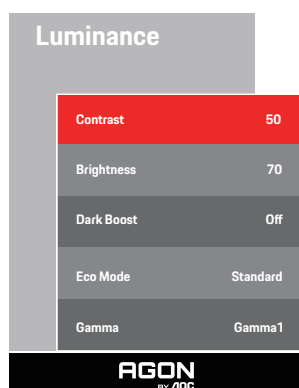 Luminance
Contrast 50
Brightness 70
Dark Boost Off
Eco Mode Standard
Gamma Gamma1
AGON
BY AOC